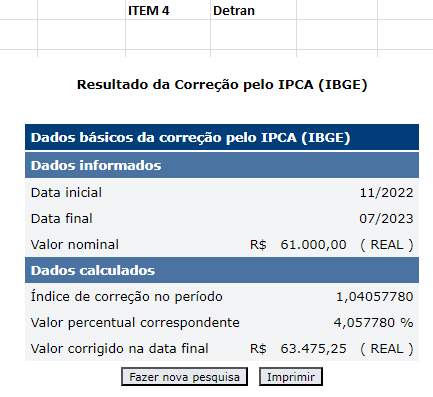 ITEM 4 Detran
Resultado da Correção pelo IPCA (IBGE)
Dados básicos da correção pelo IPCA (IBGE)
Dados informados
Data inicial 11/2022
Data final 07/2023
Valor nominal R$ 61.000,00 ( REAL )
Dados calculados
Índice de correção no período 1,04057780
Valor percentual correspondente 4,057780 %
Valor corrigido na data final R$ 63.475,25 ( REAL )
Fazer nova pesquisa Imprimir